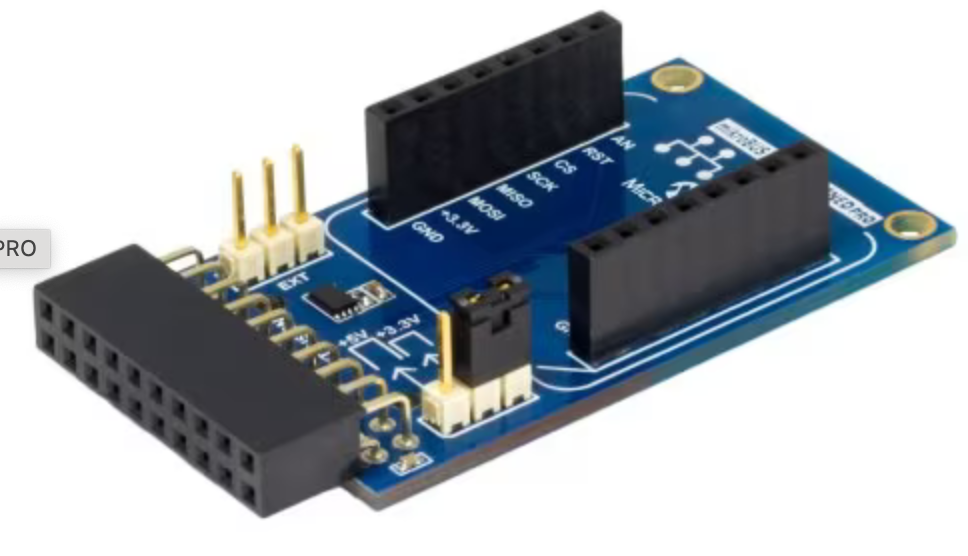 PRO
mikroBUS
AN
RST
CS
SCK
MISO
MOSI
+3.3V
GND
EXT
+5V
+3.3V